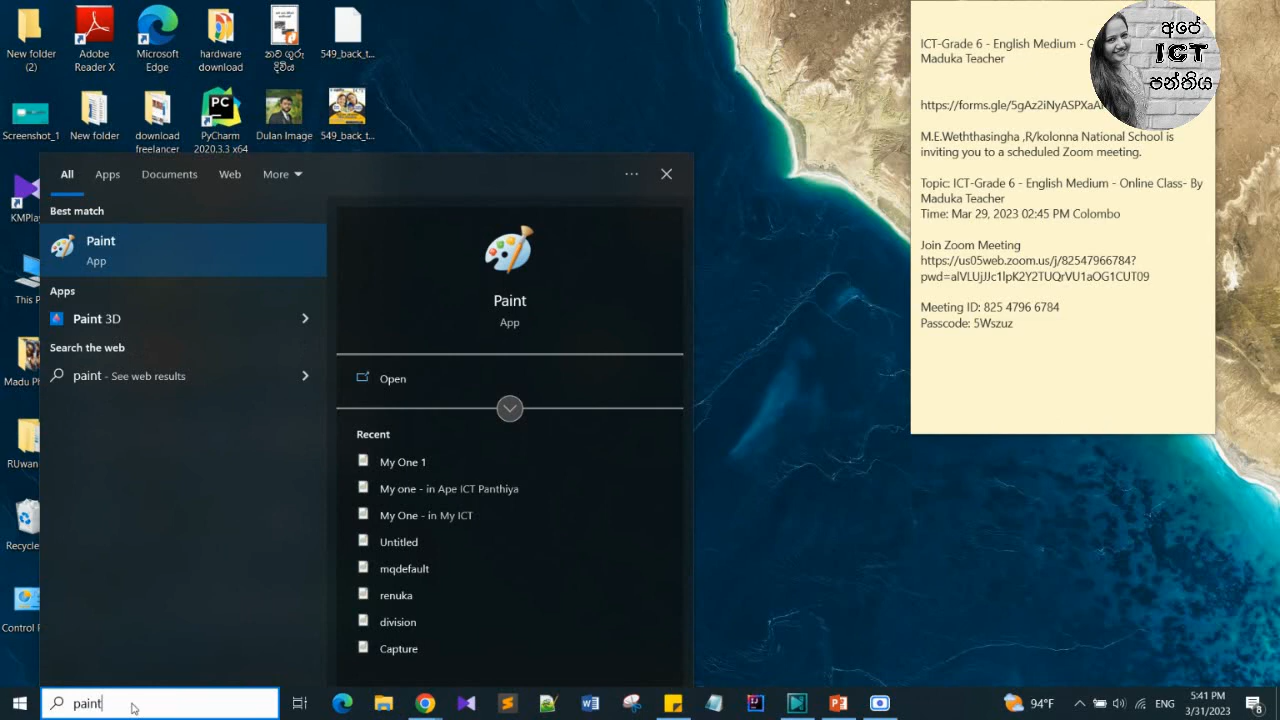 New folder
(2)
Adobe
Reader X
Microsoft
Edge
hardware
download
නව ගුරු
දිවිය
549_back_t...
Screenshot_1
New folder
download
freelancer
PyCharm
2020.3.3 x64
Dulan Image
549_back_t...
KMPla
This P
Madu Ph
RUwan
Recycle
Control P
All
Apps
Documents
Web
More
Best match
Paint
App
Apps
Paint 3D
Search the web
paint - See web results
Paint
App
Open
Recent
My One 1
My one - in Ape ICT Panthiya
My One - in My ICT
Untitled
mqdefault
renuka
division
Capture
ICT-Grade 6 - English Medium -
Maduka Teacher
https://forms.gle/5gAz2iNyASPXaA
M.E.Weththasingha ,R/kolonna National School is
inviting you to a scheduled Zoom meeting.
Topic: ICT-Grade 6 - English Medium - Online Class- By
Maduka Teacher
Time: Mar 29, 2023 02:45 PM Colombo
Join Zoom Meeting
https://us05web.zoom.us/j/82547966784?
pwd=alVLUjJJc1lpK2Y2TUQrVU1aOG1CUT09
Meeting ID: 825 4796 6784
Passcode: 5Wszuz
අපේ
ICT
පන්තිය
paint
94°F
ENG
5:41 PM
3/31/2023
8